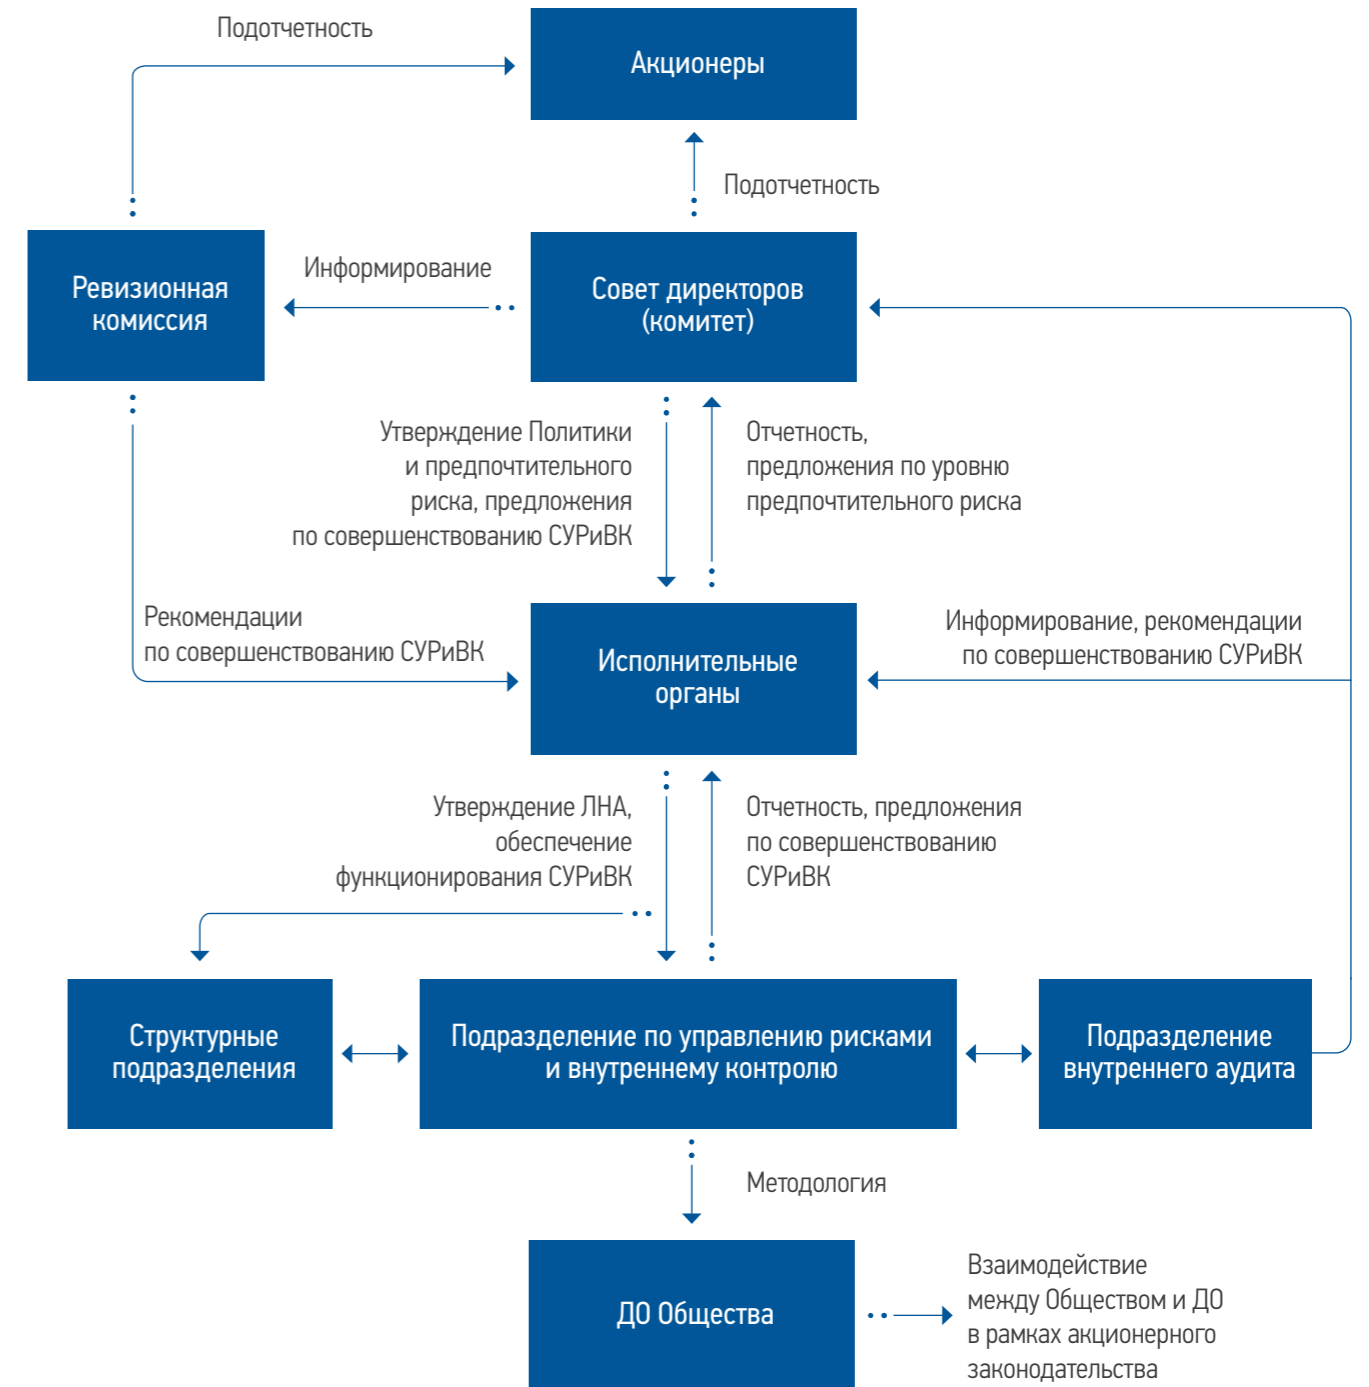 Подотчетность
Акционеры
Подотчетность
Ревизионная
комиссия
Информирование
Совет директоров
(комитет)
Утверждение Политики
и предпочтительного
риска, предложения
по совершенствованию СУРиВК
Отчетность,
предложения по уровню
предпочтительного риска
Рекомендации
по совершенствованию СУРиВК
Исполнительные
органы
Информирование, рекомендации
по совершенствованию СУРиВК
Утверждение ЛНА,
обеспечение
функционирования СУРиВК
Отчетность, предложения
по совершенствованию
СУРиВК
Структурные
подразделения
Подразделение по управлению рисками
и внутреннему контролю
Подразделение
внутреннего аудита
Методология
ДО Общества
Взаимодействие
между Обществом и ДО
в рамках акционерного
законодательства